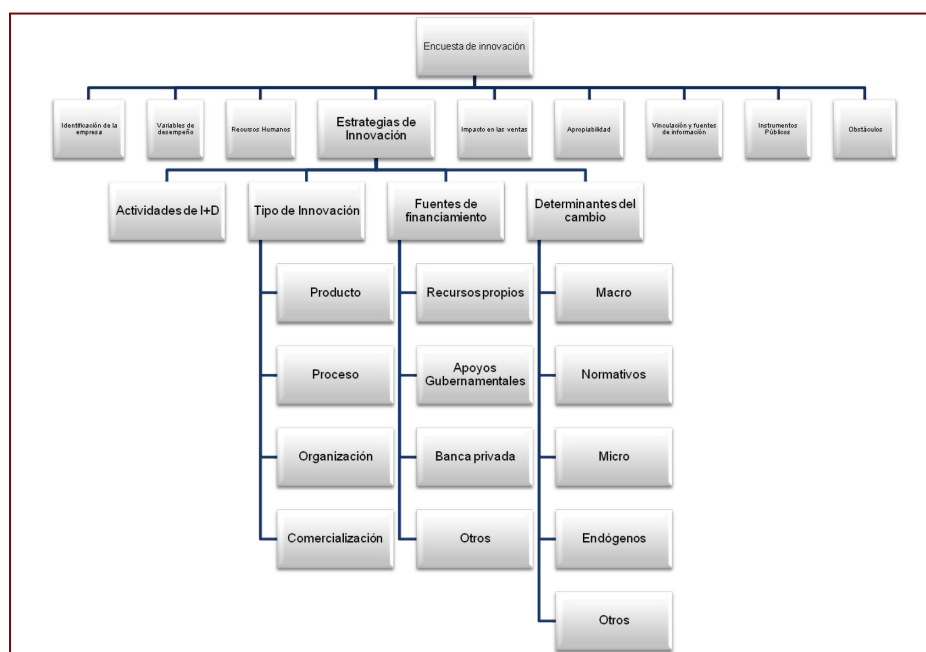 Encuesta de innovación
Identificación de la
empresa
Variables de
desempeño
Recursos Humanos
Estrategias de
Innovación
Impacto en las ventas
Apropiabilidad
Vinculación y fuentes
de información
Instrumentos
Públicos
Obstáculos
Actividades de I+D
Tipo de Innovación
Fuentes de
financiamiento
Determinantes del
cambio
Producto
Recursos propios
Macro
Proceso
Apoyos
Gubernamentales
Normativos
Organización
Banca privada
Micro
Comercialización
Otros
Endógenos
Otros